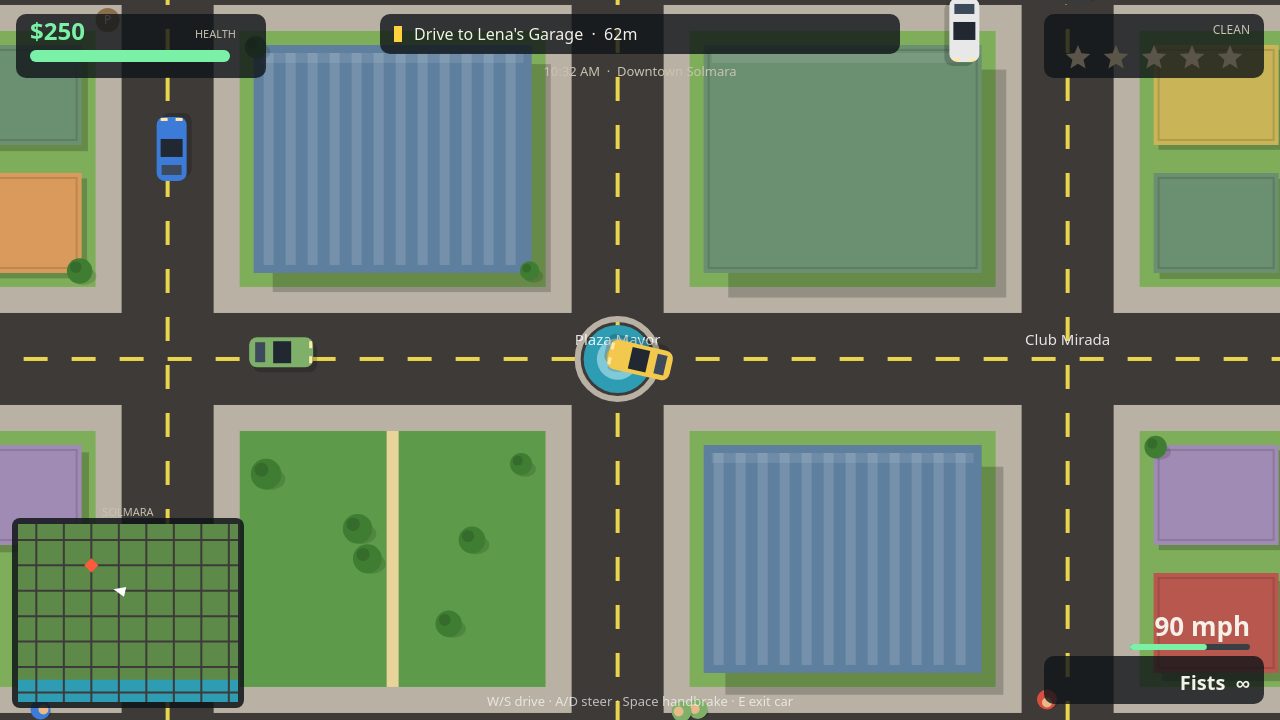 P
$250
HEALTH
Drive to Lena's Garage · 62m
CLEAN
10:32 AM · Downtown Solmara
Plaza Mayor
Club Mirada
SOLMARA
90 mph
Fists ∞
W/S drive · A/D steer · Space handbrake · E exit car